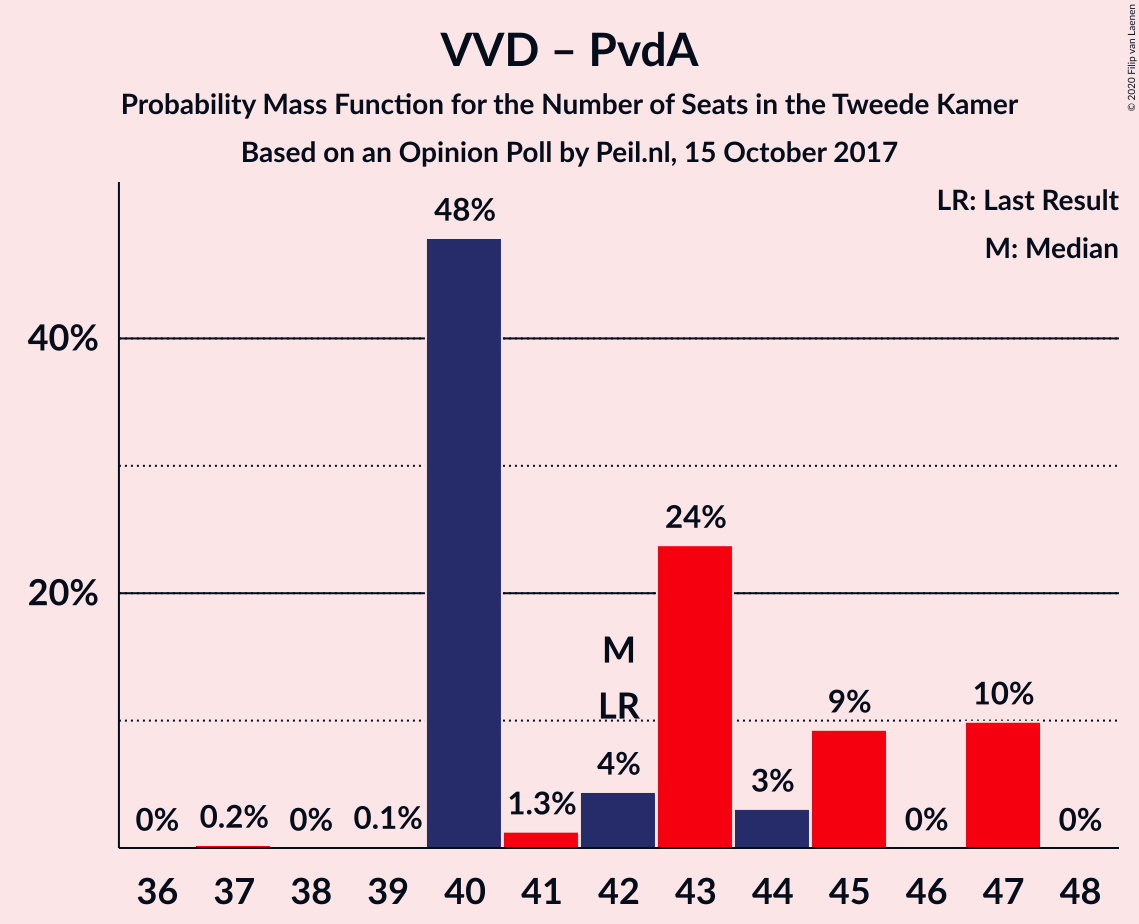 VVD – PvdA
Probability Mass Function for the Number of Seats in the Tweede Kamer
Based on an Opinion Poll by Peil.nl, 15 October 2017
© 2020 Filip van Laenen
LR: Last Result
M: Median
48%
40%
24%
20%
M
LR
10%
9%
4%
3%
1.3%
0% 0.2% 0% 0.1% 0% 0%
36 37 38 39 40 41 42 43 44 45 46 47 48